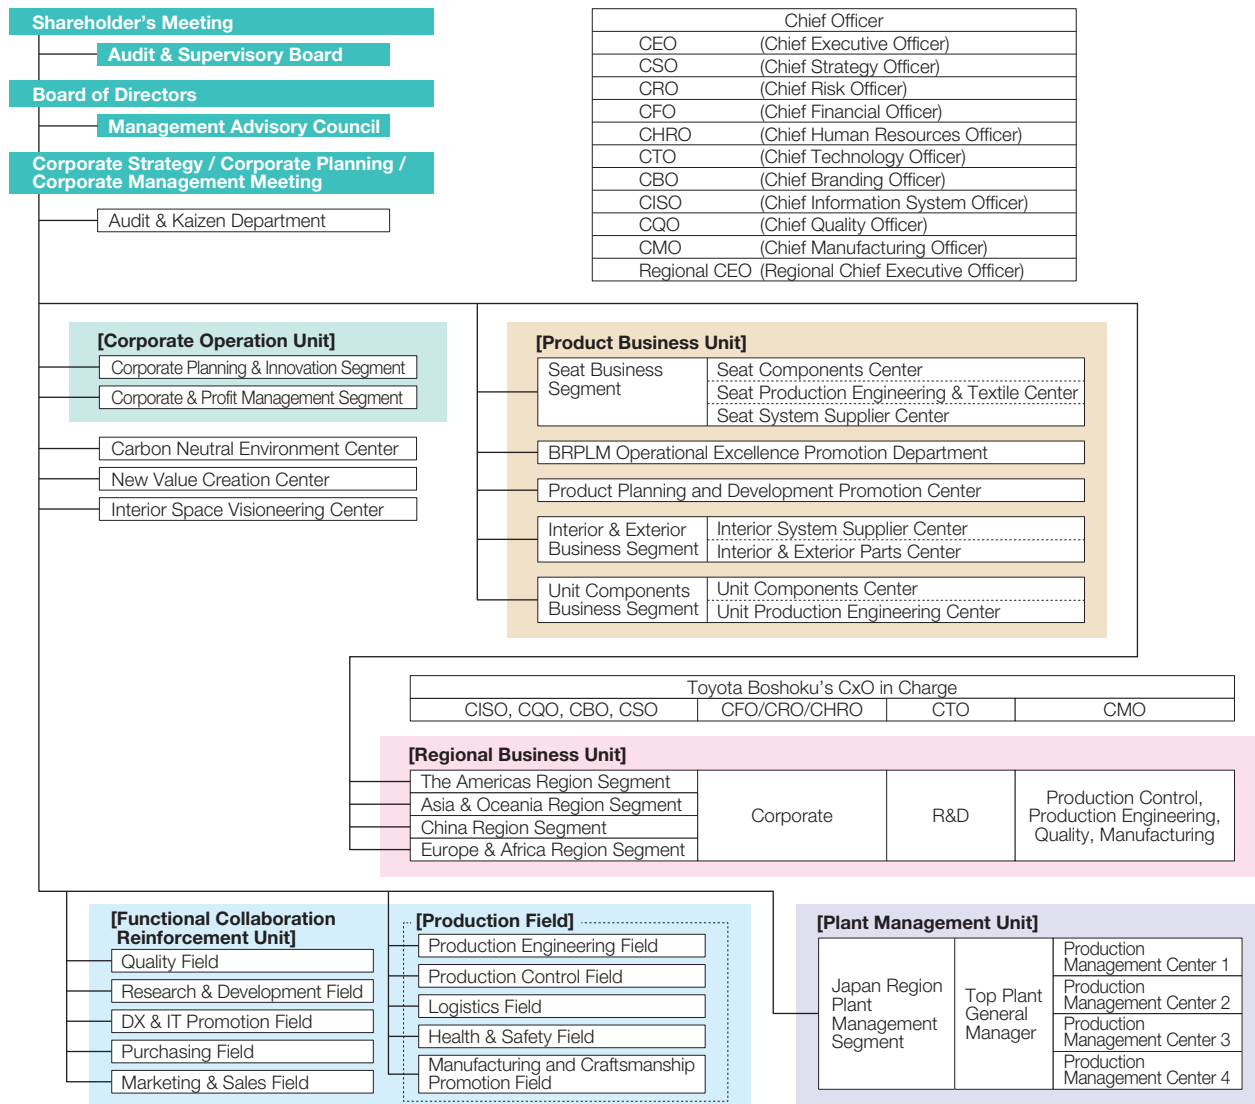 Shareholder's Meeting
Audit & Supervisory Board
Board of Directors
Management Advisory Council
Corporate Strategy / Corporate Planning /
Corporate Management Meeting
Audit & Kaizen Department
Chief Officer
CEO (Chief Executive Officer)
CSO (Chief Strategy Officer)
CRO (Chief Risk Officer)
CFO (Chief Financial Officer)
CHRO (Chief Human Resources Officer)
CTO (Chief Technology Officer)
CBO (Chief Branding Officer)
CISO (Chief Information System Officer)
CQO (Chief Quality Officer)
CMO (Chief Manufacturing Officer)
Regional CEO (Regional Chief Executive Officer)
[Corporate Operation Unit]
Corporate Planning & Innovation Segment
Corporate & Profit Management Segment
Carbon Neutral Environment Center
New Value Creation Center
Interior Space Visioneering Center
[Product Business Unit]
Seat Business
Segment
Seat Components Center
Seat Production Engineering & Textile Center
Seat System Supplier Center
BRPLM Operational Excellence Promotion Department
Product Planning and Development Promotion Center
Interior & Exterior
Business Segment
Interior System Supplier Center
Interior & Exterior Parts Center
Unit Components
Business Segment
Unit Components Center
Unit Production Engineering Center
Toyota Boshoku's CxO in Charge
CISO, CQO, CBO, CSO
CFO/CRO/CHRO
CTO
CMO
[Regional Business Unit]
The Americas Region Segment
Asia & Oceania Region Segment
China Region Segment
Europe & Africa Region Segment
Corporate
R&D
Production Control,
Production Engineering,
Quality, Manufacturing
[Functional Collaboration
Reinforcement Unit]
Quality Field
Research & Development Field
DX & IT Promotion Field
Purchasing Field
Marketing & Sales Field
[Production Field]
Production Engineering Field
Production Control Field
Logistics Field
Health & Safety Field
Manufacturing and Craftsmanship
Promotion Field
[Plant Management Unit]
Japan Region
Plant
Management
Segment
Top Plant
General
Manager
Production
Management Center 1
Production
Management Center 2
Production
Management Center 3
Production
Management Center 4